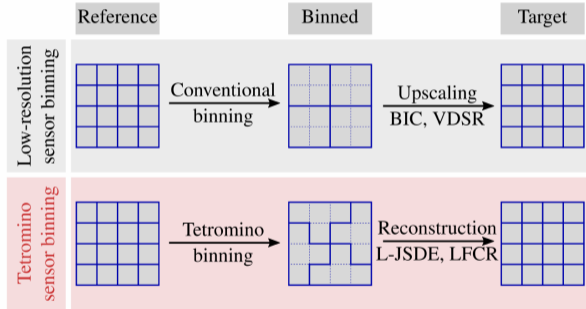 Reference
Binned
Target
Low-resolution
sensor binning
Conventional
binning
Upscaling
BIC, VDSR
Tetromino
sensor binning
Tetromino
binning
Reconstruction
L-JSDE, LFCR